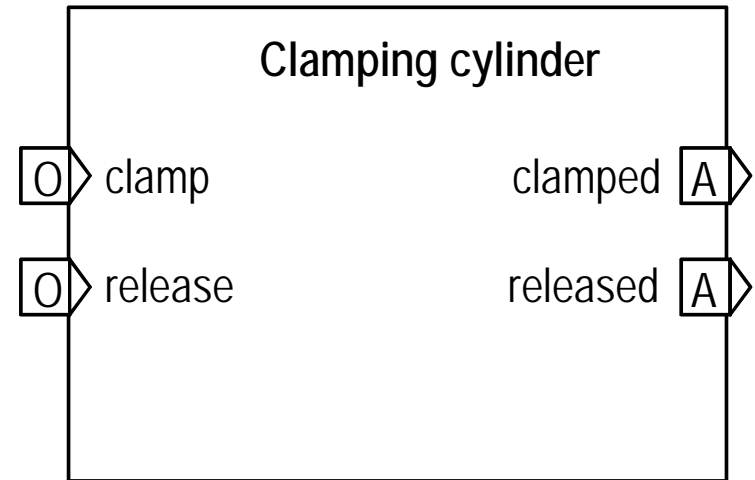 Clamping cylinder
O clamp clamped A
O release released A